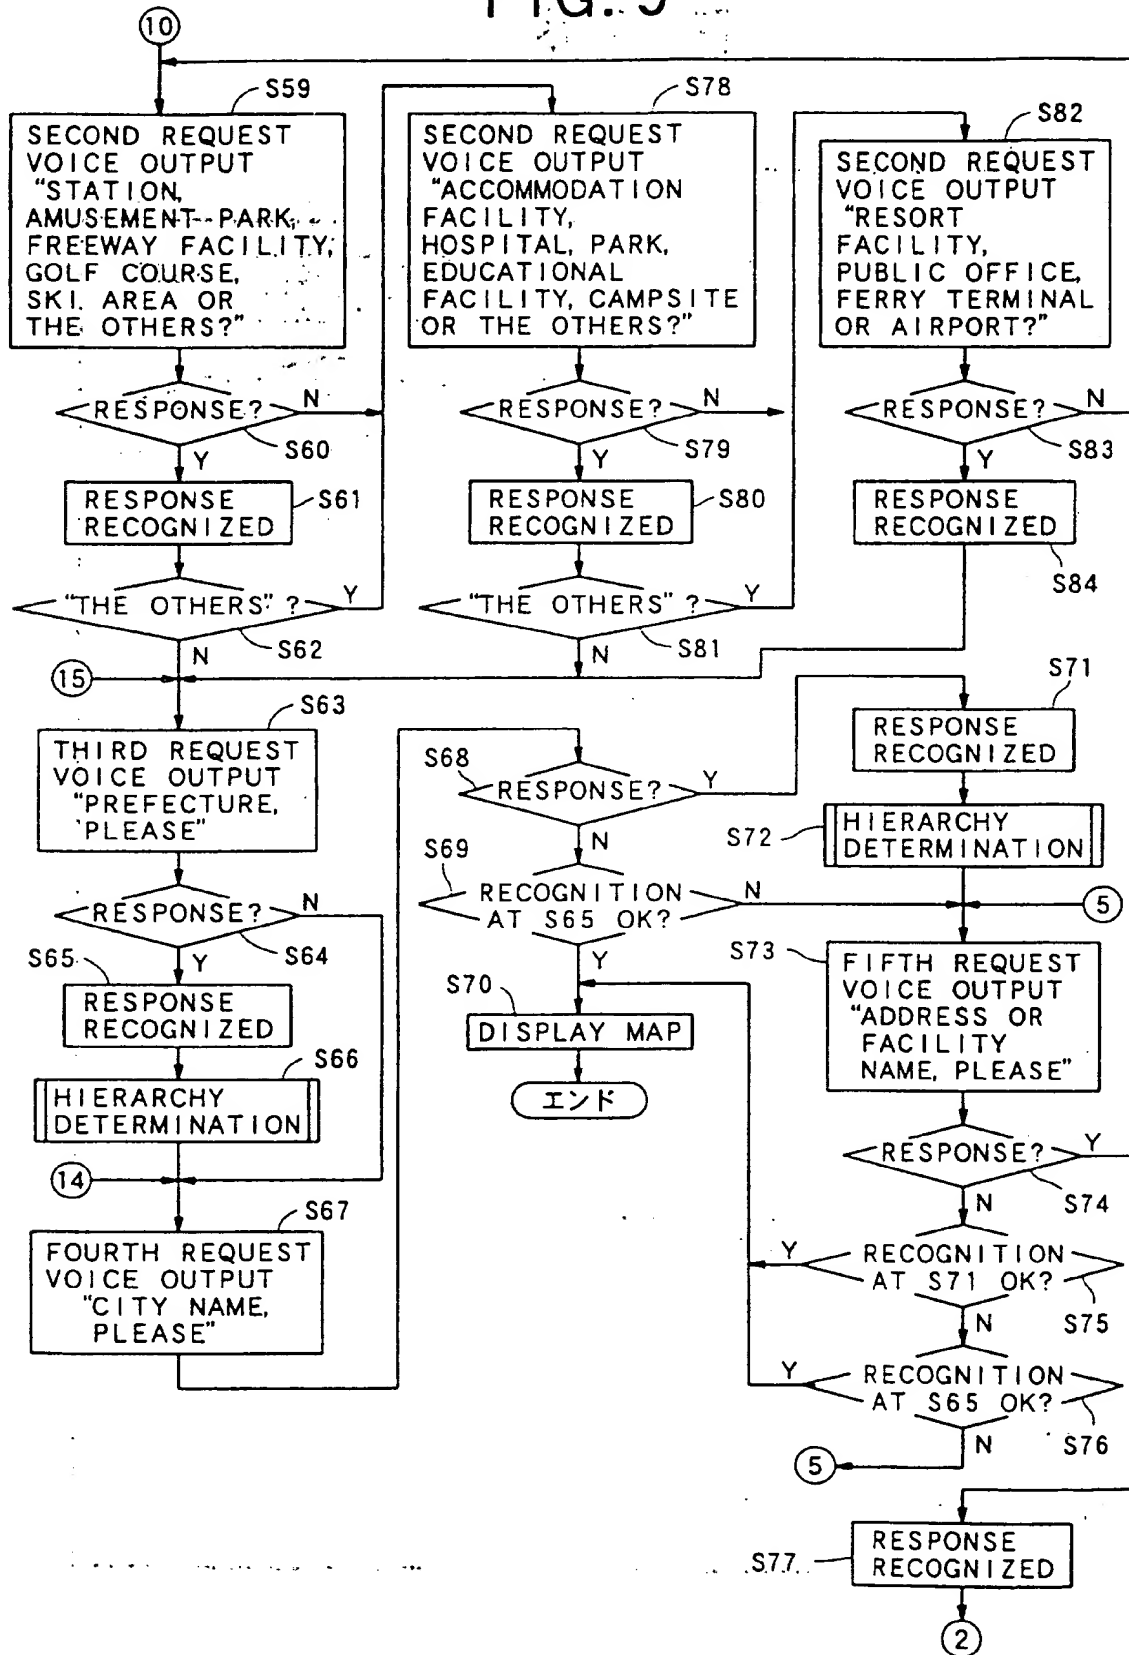 FIG. 9
10
S59
SECOND REQUEST
VOICE OUTPUT
"STATION,
AMUSEMENT PARK,
FREEWAY FACILITY,
GOLF COURSE,
SKI AREA OR
THE OTHERS?"
RESPONSE?
N
S60
Y
RESPONSE
RECOGNIZED
S61
"THE OTHERS"?
Y
S62
N
15
S63
THIRD REQUEST
VOICE OUTPUT
"PREFECTURE,
PLEASE"
RESPONSE?
N
S64
Y
S65
RESPONSE
RECOGNIZED
S66
HIERARCHY
DETERMINATION
14
S67
FOURTH REQUEST
VOICE OUTPUT
"CITY NAME,
PLEASE"
S78
SECOND REQUEST
VOICE OUTPUT
"ACCOMMODATION
FACILITY,
HOSPITAL, PARK,
EDUCATIONAL
FACILITY, CAMPSITE
OR THE OTHERS?"
RESPONSE?
N
S79
Y
RESPONSE
RECOGNIZED
S80
"THE OTHERS"?
Y
S81
N
S68
RESPONSE?
Y
N
S69
RECOGNITION
AT S65 OK?
N
Y
S70
DISPLAY MAP
エンド
S82
SECOND REQUEST
VOICE OUTPUT
"RESORT
FACILITY,
PUBLIC OFFICE,
FERRY TERMINAL
OR AIRPORT?"
RESPONSE?
N
S83
Y
RESPONSE
RECOGNIZED
S84
S71
RESPONSE
RECOGNIZED
S72
HIERARCHY
DETERMINATION
5
S73
FIFTH REQUEST
VOICE OUTPUT
"ADDRESS OR
FACILITY
NAME, PLEASE"
RESPONSE?
Y
S74
N
RECOGNITION
AT S71 OK?
Y
S75
N
RECOGNITION
AT S65 OK?
Y
S76
N
5
RESPONSE
RECOGNIZED
S77
2